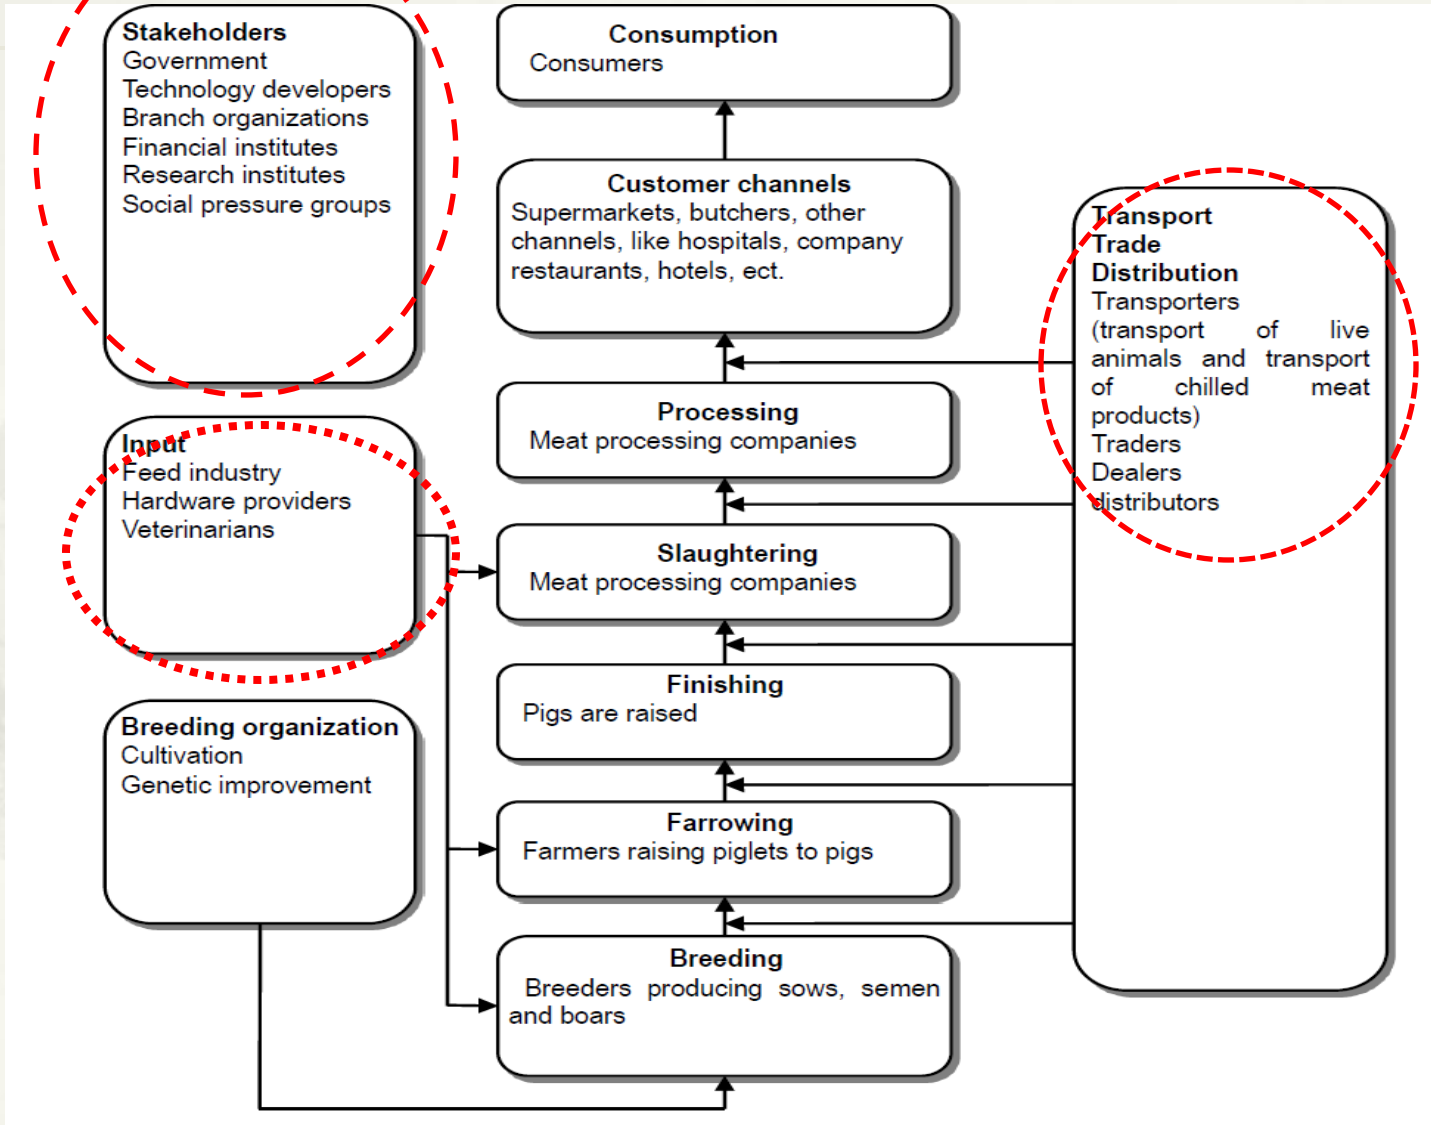 Stakeholders
Government
Technology developers
Branch organizations
Financial institutes
Research institutes
Social pressure groups
Input
Feed industry
Hardware providers
Veterinarians
Breeding organization
Cultivation
Genetic improvement
Consumption
Consumers
Customer channels
Supermarkets, butchers, other
channels, like hospitals, company
restaurants, hotels, ect.
Processing
Meat processing companies
Slaughtering
Meat processing companies
Finishing
Pigs are raised
Farrowing
Farmers raising piglets to pigs
Breeding
Breeders producing sows, semen
and boars
Transport
Trade
Distribution
Transporters
(transport of live
animals and transport
of chilled meat
products)
Traders
Dealers
distributors